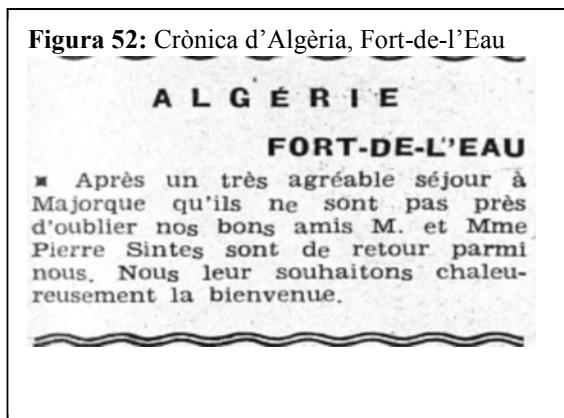 Figura 52: Crònica d'Algèria, Fort-de-l'Eau
ALGÉRIE
FORT-DE-L'EAU
▪ Après un très agréable séjour à
Majorque qu'ils ne sont pas près
d'oublier nos bons amis M. et Mme
Pierre Sintes sont de retour parmi
nous. Nous leur souhaitons chaleu-
reusement la bienvenue.